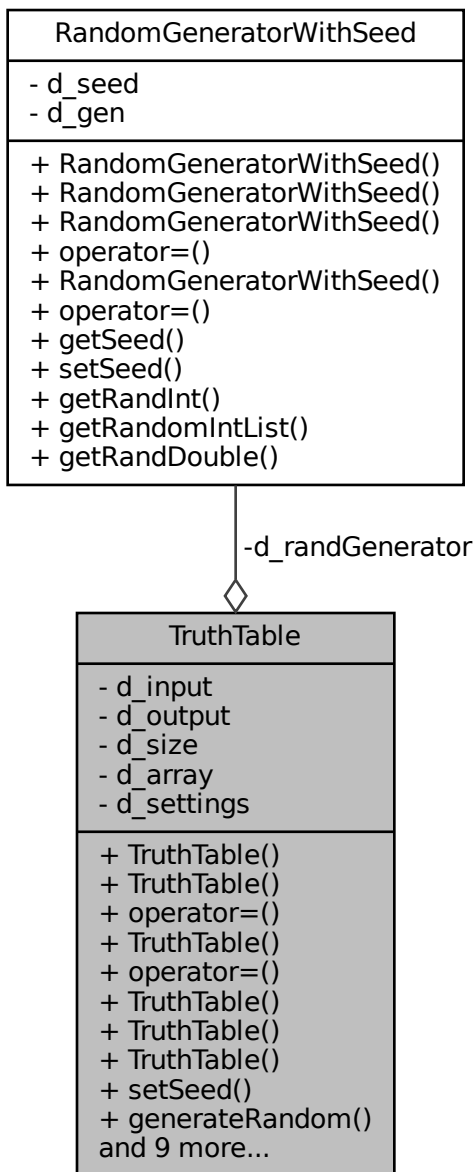 RandomGeneratorWithSeed
- d_seed
- d_gen
+ RandomGeneratorWithSeed()
+ RandomGeneratorWithSeed()
+ RandomGeneratorWithSeed()
+ operator=()
+ RandomGeneratorWithSeed()
+ operator=()
+ getSeed()
+ setSeed()
+ getRandInt()
+ getRandomIntList()
+ getRandDouble()
-d_randGenerator
TruthTable
- d_input
- d_output
- d_size
- d_array
- d_settings
+ TruthTable()
+ TruthTable()
+ operator=()
+ TruthTable()
+ operator=()
+ TruthTable()
+ TruthTable()
+ TruthTable()
+ setSeed()
+ generateRandom()
and 9 more...